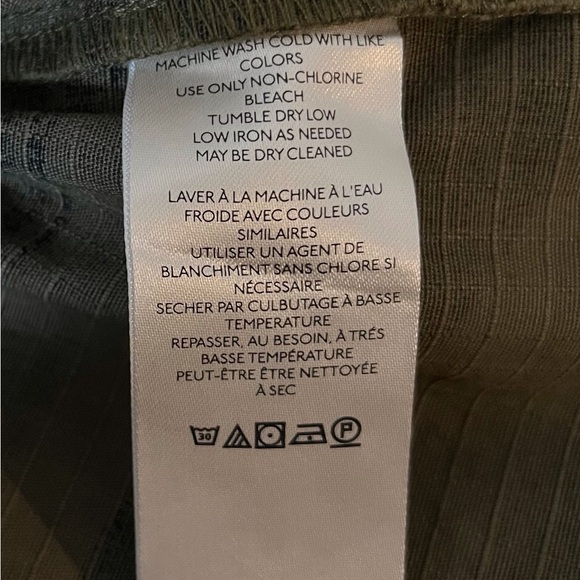 MACHINE WASH COLD WITH LIKE
COLORS
USE ONLY NON-CHLORINE
BLEACH
TUMBLE DRY LOW
LOW IRON AS NEEDED
MAY BE DRY CLEANED
LAVER À LA MACHINE À L'EAU
FROIDE AVEC COULEURS
SIMILAIRES
UTILISER UN AGENT DE
BLANCHIMENT SANS CHLORE SI
NÉCESSAIRE
SECHER PAR CULBUTAGE À BASSE
TEMPERATURE
REPASSER, AU BESOIN, À TRÉS
BASSE TEMPÉRATURE
PEUT-ÊTRE ÊTRE NETTOYÉE
À SEC
30 P